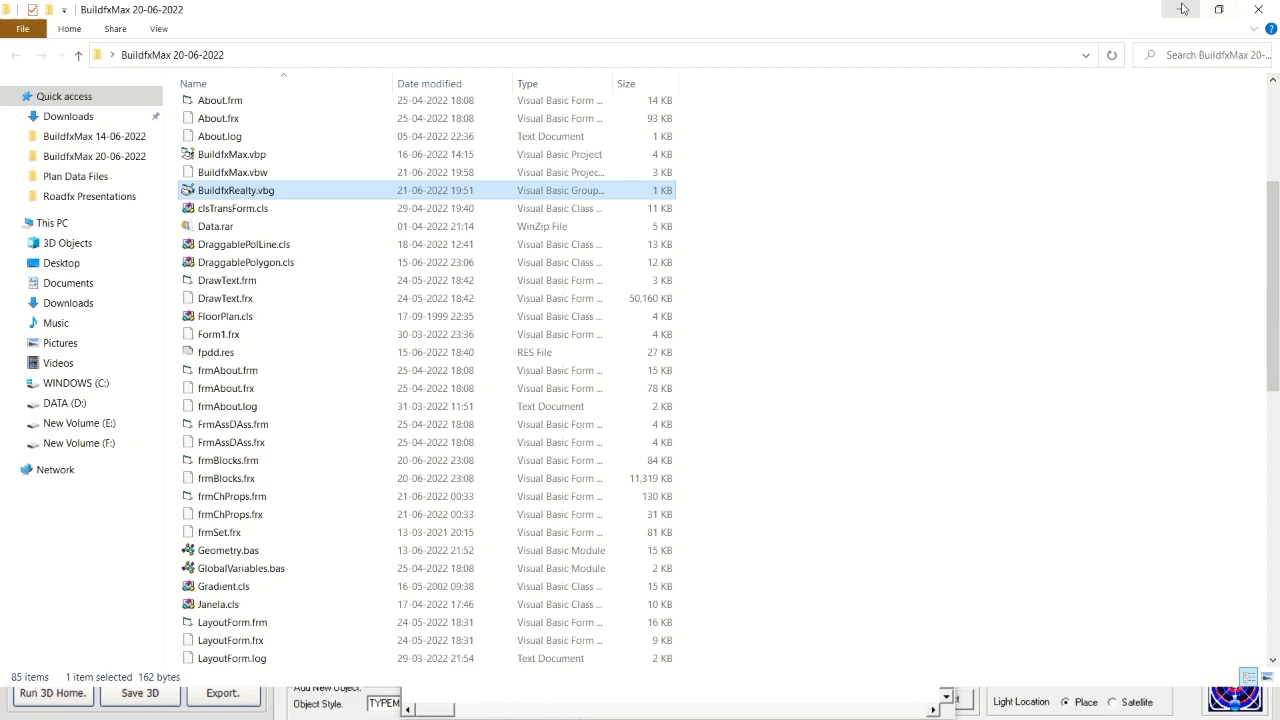 BuildfxMax 20-06-2022
File Home Share View
BuildfxMax 20-06-2022
Search BuildfxMax 20-...
Name Date modified Type Size
Quick access
Downloads
BuildfxMax 14-06-2022
BuildfxMax 20-06-2022
Plan Data Files
Roadfx Presentations
This PC
3D Objects
Desktop
Documents
Downloads
Music
Pictures
Videos
WINDOWS (C:)
DATA (D:)
New Volume (E:)
New Volume (F:)
Network
About.frm 25-04-2022 18:08 Visual Basic Form ... 14 KB
About.frx 25-04-2022 18:08 Visual Basic Form ... 93 KB
About.log 05-04-2022 22:36 Text Document 1 KB
BuildfxMax.vbp 16-06-2022 14:15 Visual Basic Project 4 KB
BuildfxMax.vbw 21-06-2022 19:58 Visual Basic Projec... 3 KB
BuildfxRealty.vbg 21-06-2022 19:51 Visual Basic Group... 1 KB
clsTransForm.cls 29-04-2022 19:40 Visual Basic Class ... 11 KB
Data.rar 01-04-2022 21:14 WinZip File 5 KB
DraggablePolLine.cls 18-04-2022 12:41 Visual Basic Class ... 13 KB
DraggablePolygon.cls 15-06-2022 23:06 Visual Basic Class ... 12 KB
DrawText.frm 24-05-2022 18:42 Visual Basic Form ... 3 KB
DrawText.frx 24-05-2022 18:42 Visual Basic Form ... 50,160 KB
FloorPlan.cls 17-09-1999 22:35 Visual Basic Class ... 4 KB
Form1.frx 30-03-2022 23:36 Visual Basic Form ... 4 KB
fpdd.res 15-06-2022 18:40 RES File 27 KB
frmAbout.frm 25-04-2022 18:08 Visual Basic Form ... 15 KB
frmAbout.frx 25-04-2022 18:08 Visual Basic Form ... 78 KB
frmAbout.log 31-03-2022 11:51 Text Document 2 KB
FrmAssDAss.frm 25-04-2022 18:08 Visual Basic Form ... 4 KB
FrmAssDAss.frx 25-04-2022 18:08 Visual Basic Form ... 4 KB
frmBlocks.frm 20-06-2022 23:08 Visual Basic Form ... 84 KB
frmBlocks.frx 20-06-2022 23:08 Visual Basic Form ... 11,319 KB
frmChProps.frm 21-06-2022 00:33 Visual Basic Form ... 130 KB
frmChProps.frx 21-06-2022 00:33 Visual Basic Form ... 31 KB
frmSet.frx 13-03-2021 20:15 Visual Basic Form ... 81 KB
Geometry.bas 13-06-2022 21:52 Visual Basic Module 15 KB
GlobalVariables.bas 25-04-2022 18:08 Visual Basic Module 2 KB
Gradient.cls 16-05-2002 09:38 Visual Basic Class ... 15 KB
Janela.cls 17-04-2022 17:46 Visual Basic Class ... 10 KB
LayoutForm.frm 24-05-2022 18:31 Visual Basic Form ... 16 KB
LayoutForm.frx 24-05-2022 18:31 Visual Basic Form ... 9 KB
LayoutForm.log 29-03-2022 21:54 Text Document 2 KB
85 items 1 item selected 162 bytes
Run 3D Home. Save 3D Export.
Add New Object.
Object Style. TYPEM
Light Location Place Satellite